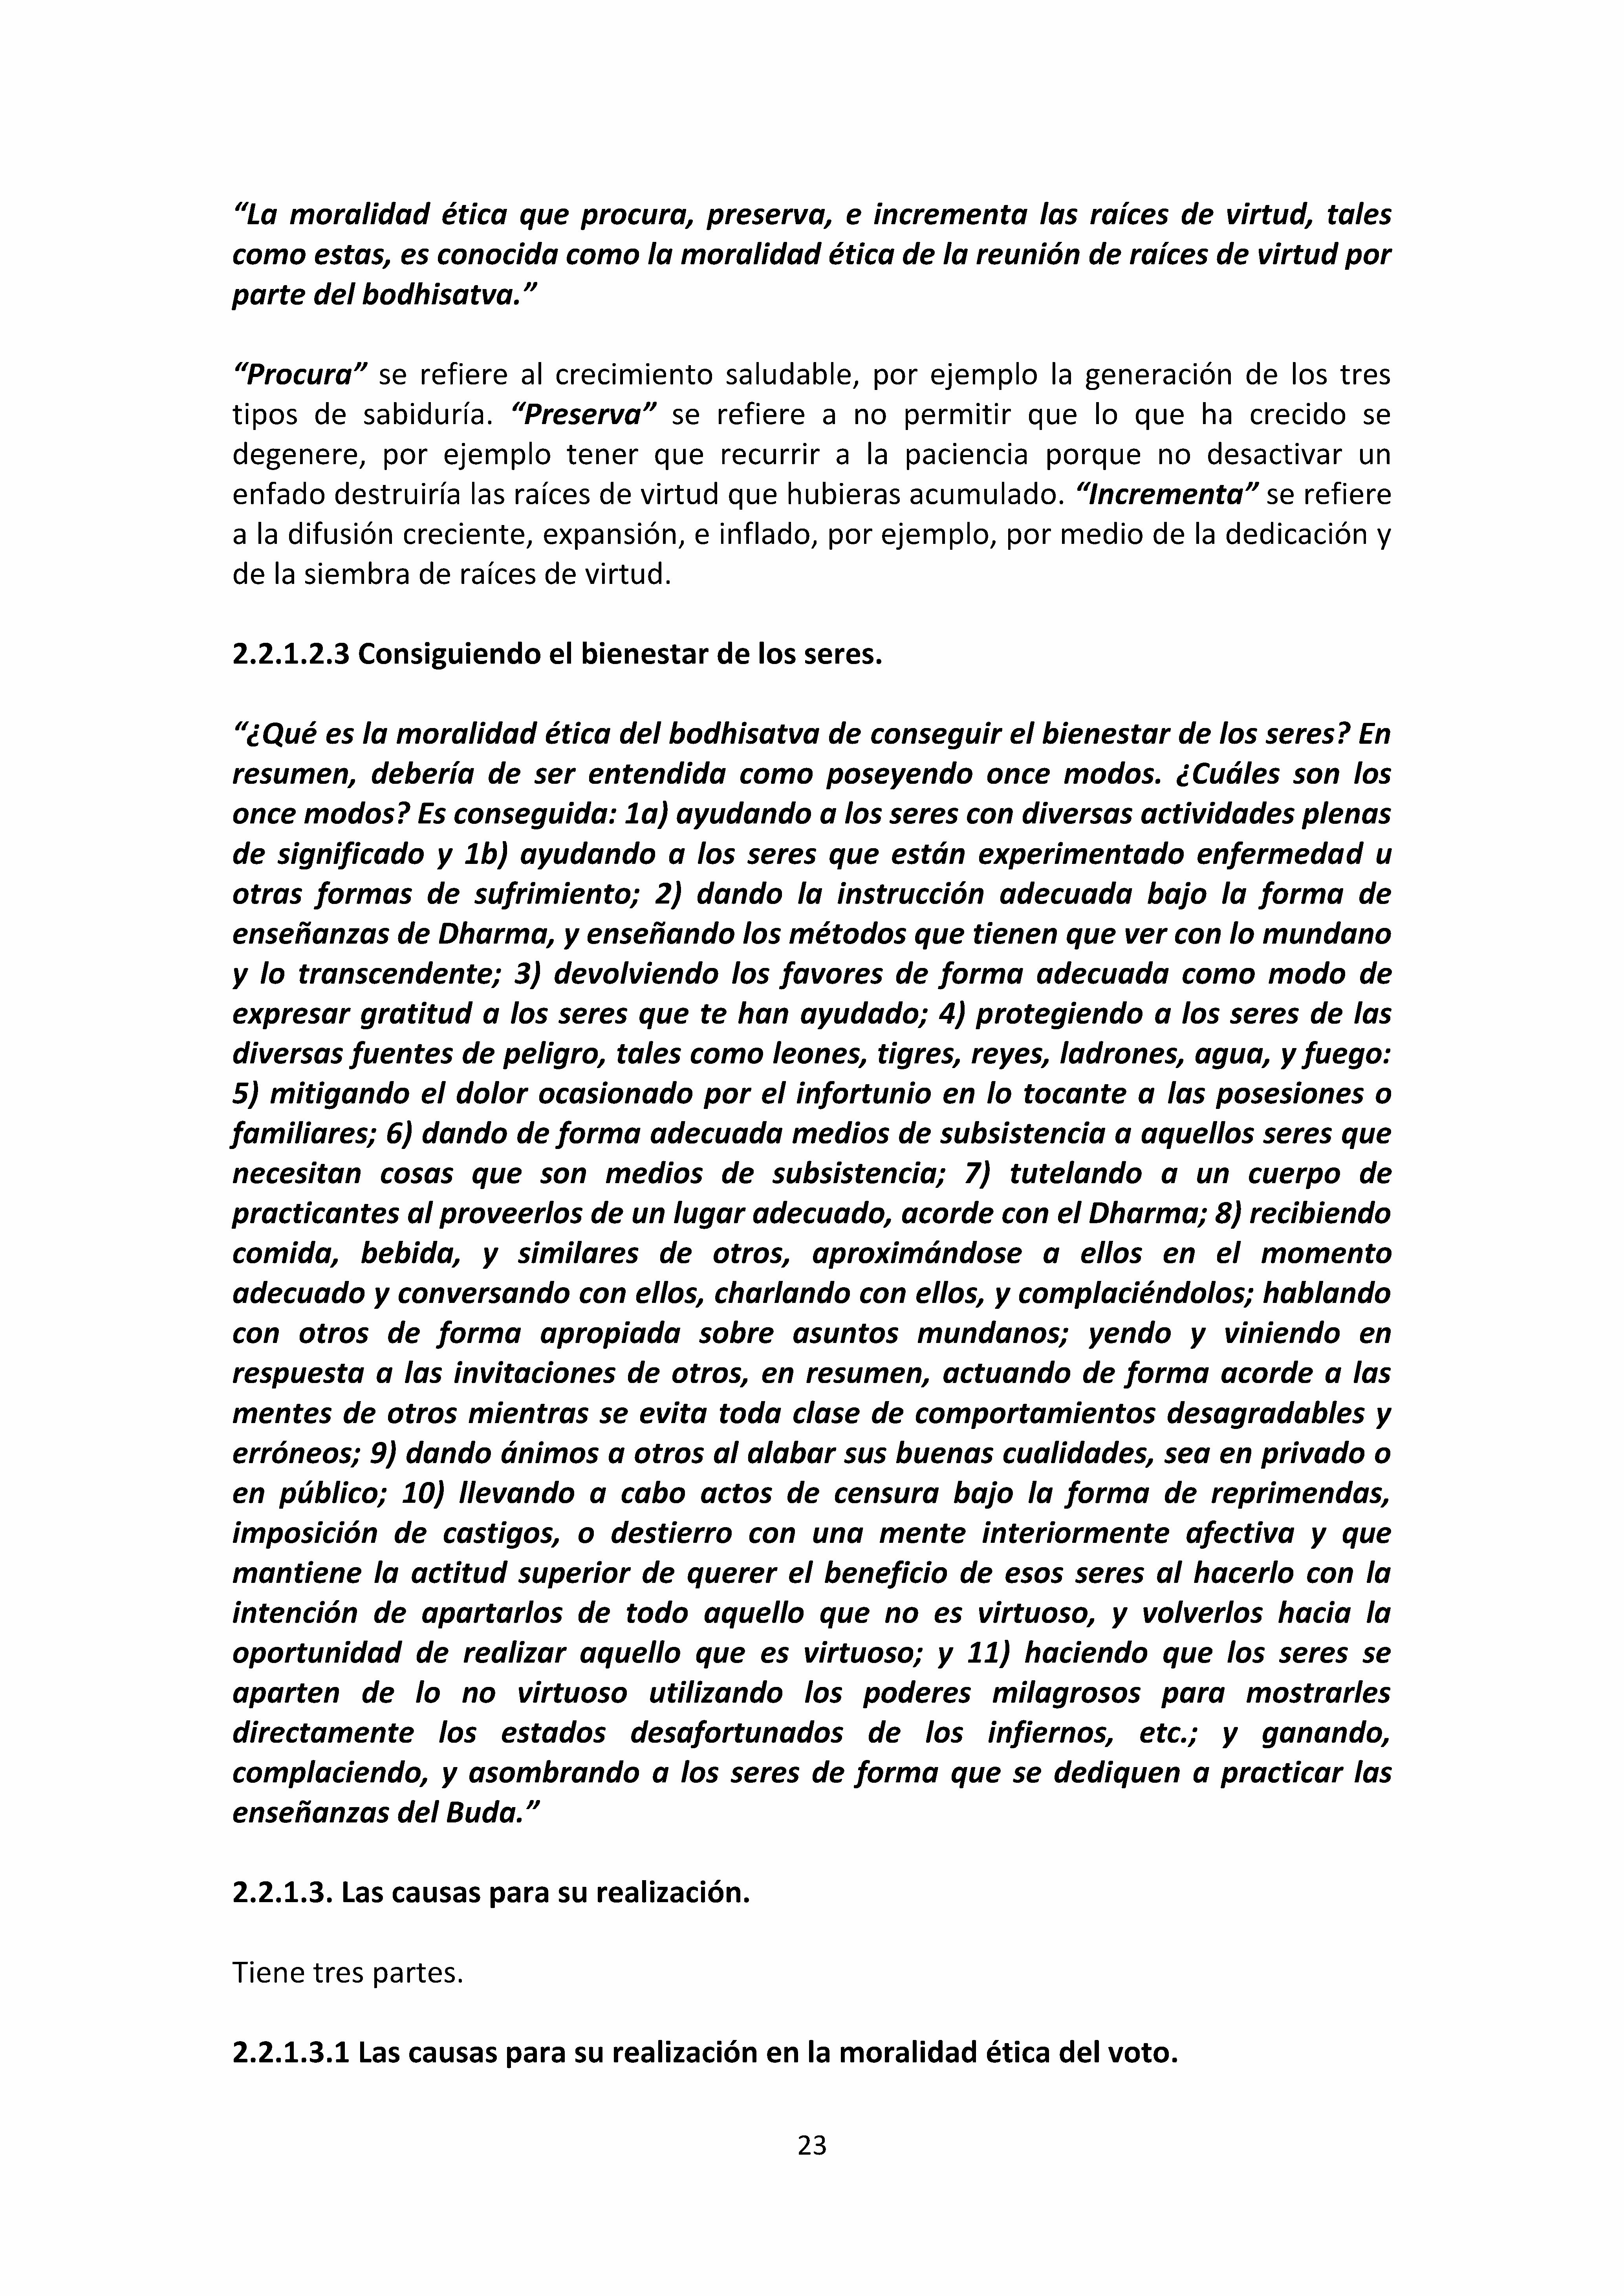 “La moralidad ética que procura, preserva, e incrementa las raíces de virtud, tales
como estas, es conocida como la moralidad ética de la reunión de raíces de virtud por
parte del bodhisatva.”
“Procura” se refiere al crecimiento saludable, por ejemplo la generación de los tres
tipos de sabiduría. “Preserva” se refiere a no permitir que lo que ha crecido se
degenere, por ejemplo tener que recurrir a la paciencia porque no desactivar un
enfado destruiría las raíces de virtud que hubieras acumulado. “Incrementa” se refiere
a la difusión creciente, expansión, e inflado, por ejemplo, por medio de la dedicación y
de la siembra de raíces de virtud.
2.2.1.2.3 Consiguiendo el bienestar de los seres.
“¿Qué es la moralidad ética del bodhisatva de conseguir el bienestar de los seres? En
resumen, debería de ser entendida como poseyendo once modos. ¿Cuáles son los
once modos? Es conseguida: 1a) ayudando a los seres con diversas actividades plenas
de significado y 1b) ayudando a los seres que están experimentado enfermedad u
otras formas de sufrimiento; 2) dando la instrucción adecuada bajo la forma de
enseñanzas de Dharma, y enseñando los métodos que tienen que ver con lo mundano
y lo transcendente; 3) devolviendo los favores de forma adecuada como modo de
expresar gratitud a los seres que te han ayudado; 4) protegiendo a los seres de las
diversas fuentes de peligro, tales como leones, tigres, reyes, ladrones, agua, y fuego:
5) mitigando el dolor ocasionado por el infortunio en lo tocante a las posesiones o
familiares; 6) dando de forma adecuada medios de subsistencia a aquellos seres que
necesitan cosas que son medios de subsistencia; 7) tutelando a un cuerpo de
practicantes al proveerlos de un lugar adecuado, acorde con el Dharma; 8) recibiendo
comida, bebida, y similares de otros, aproximándose a ellos en el momento
adecuado y conversando con ellos, charlando con ellos, y complaciéndolos; hablando
con otros de forma apropiada sobre asuntos mundanos; yendo y viniendo en
respuesta a las invitaciones de otros, en resumen, actuando de forma acorde a las
mentes de otros mientras se evita toda clase de comportamientos desagradables y
erróneos; 9) dando ánimos a otros al alabar sus buenas cualidades, sea en privado o
en público; 10) llevando a cabo actos de censura bajo la forma de reprimendas,
imposición de castigos, o destierro con una mente interiormente afectiva y que
mantiene la actitud superior de querer el beneficio de esos seres al hacerlo con la
intención de apartarlos de todo aquello que no es virtuoso, y volverlos hacia la
oportunidad de realizar aquello que es virtuoso; y 11) haciendo que los seres se
aparten de lo no virtuoso utilizando los poderes milagrosos para mostrarles
directamente los estados desafortunados de los infiernos, etc.; y ganando,
complaciendo, y asombrando a los seres de forma que se dediquen a practicar las
enseñanzas del Buda.”
2.2.1.3. Las causas para su realización.
Tiene tres partes.
2.2.1.3.1 Las causas para su realización en la moralidad ética del voto.
23